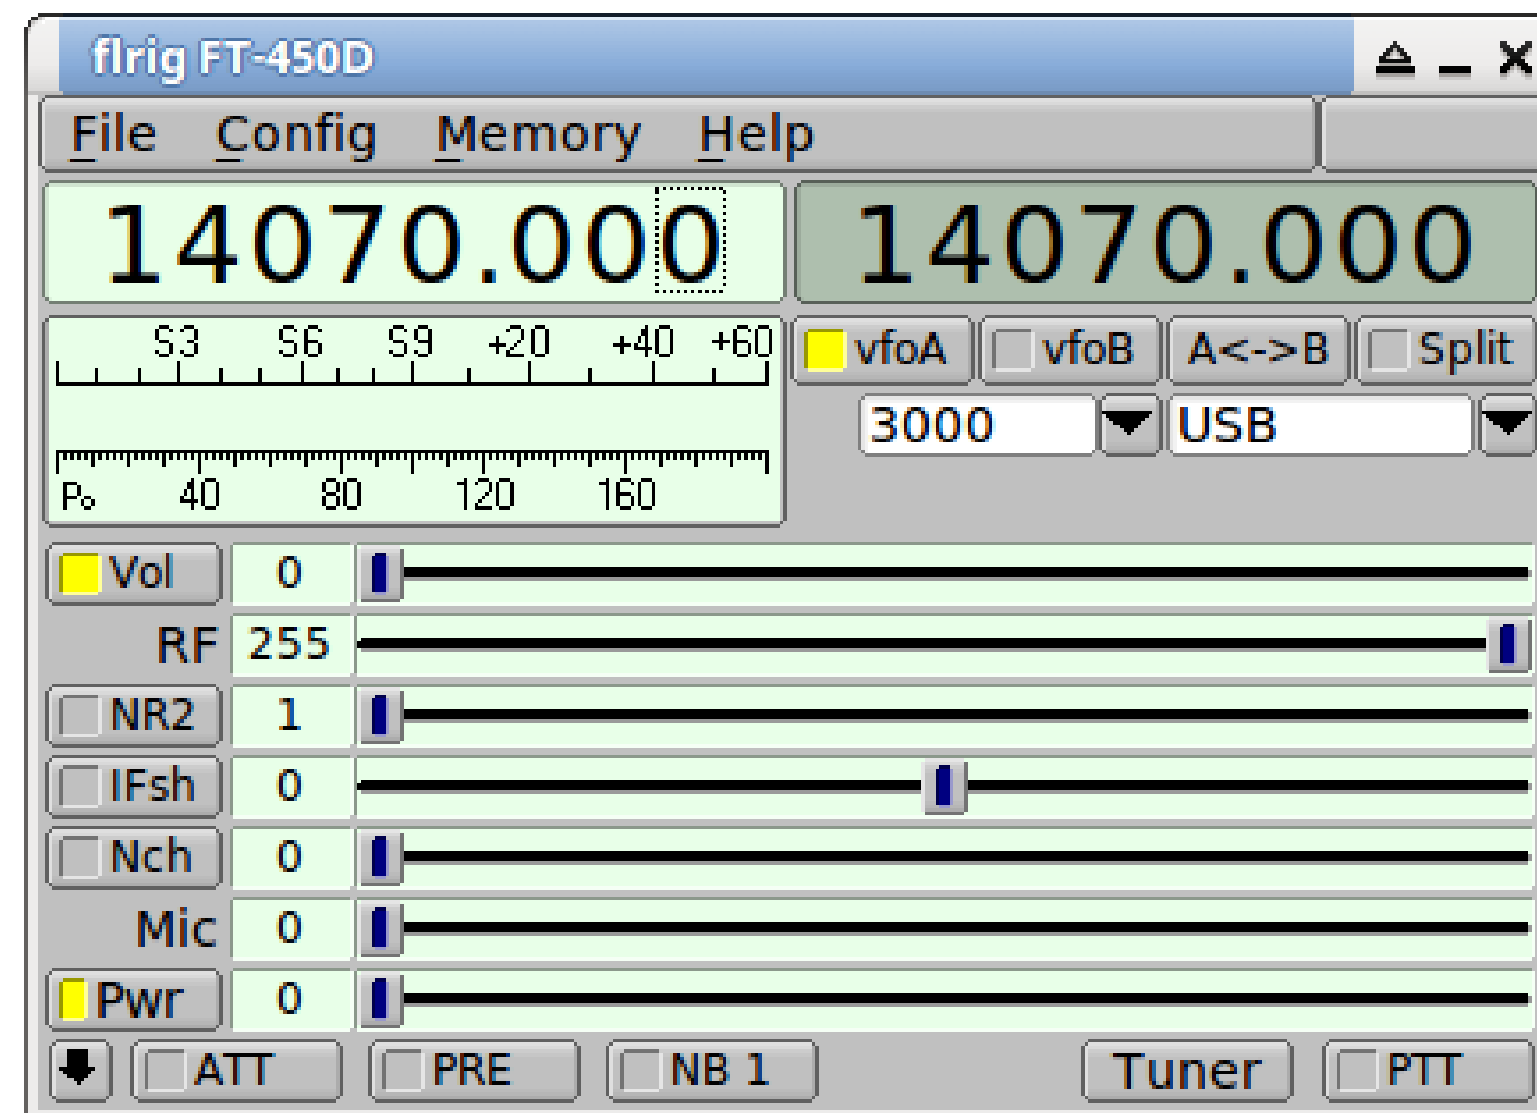 flrig FT-450D
File Config Memory Help
14070.000 14070.000
S3 S6 S9 +20 +40 +60
vfoA vfoB A<->B Split
3000 USB
Po 40 80 120 160
Vol 0
RF 255
NR2 1
IFsh 0
Nch 0
Mic 0
Pwr 0
ATT PRE NB 1 Tuner PTT